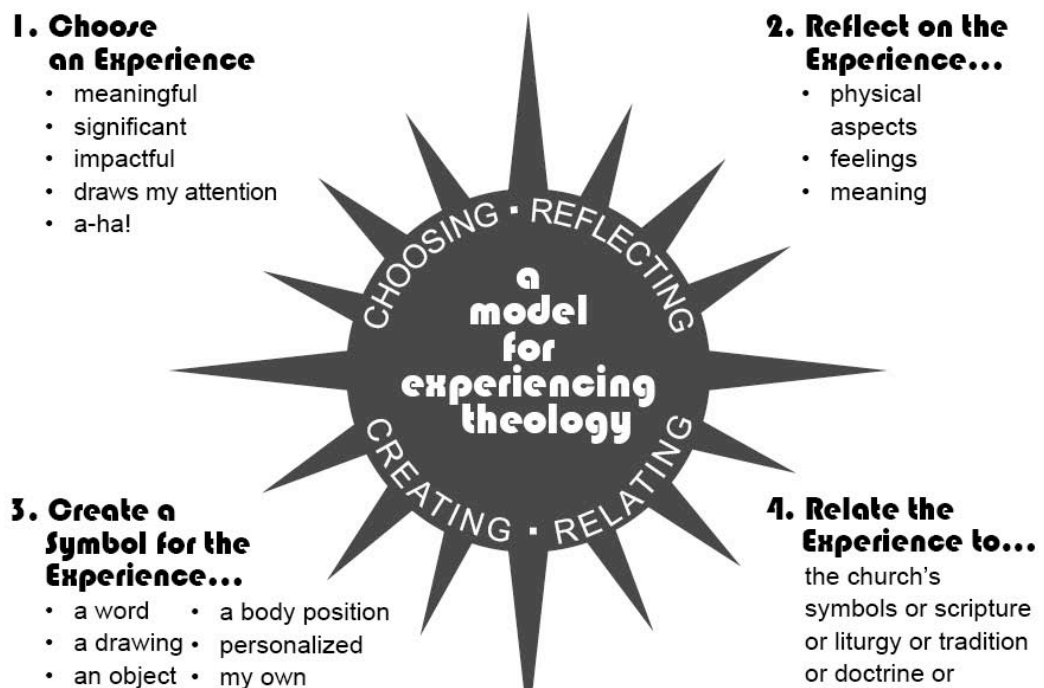 1. Choose
an Experience
• meaningful
• significant
• impactful
• draws my attention
• a-ha!
2. Reflect on the
Experience...
• physical
aspects
• feelings
• meaning
CHOOSING · REFLECTING
a
model
for
experiencing
theology
CREATING · RELATING
3. Create a
Symbol for the
Experience...
• a word • a body position
• a drawing • personalized
• an object • my own
4. Relate the
Experience to...
the church's
symbols or scripture
or liturgy or tradition
or doctrine or